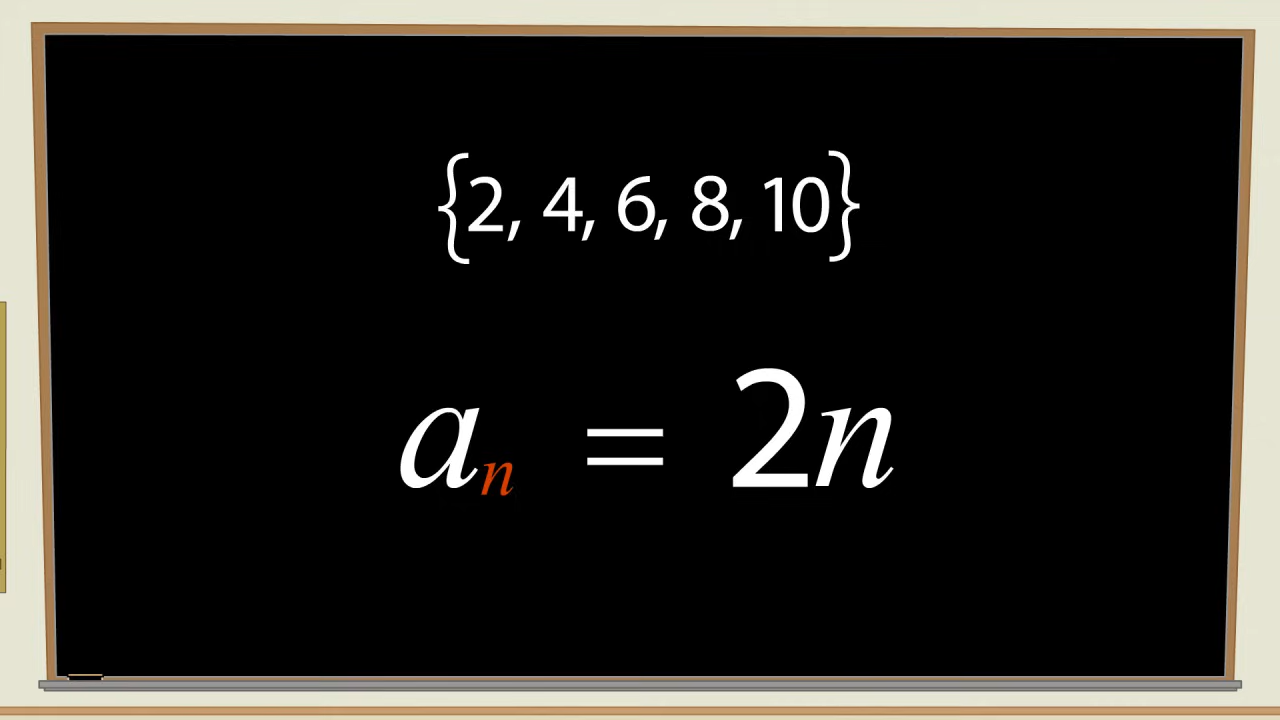 {2, 4, 6, 8, 10}
aₙ = 2n